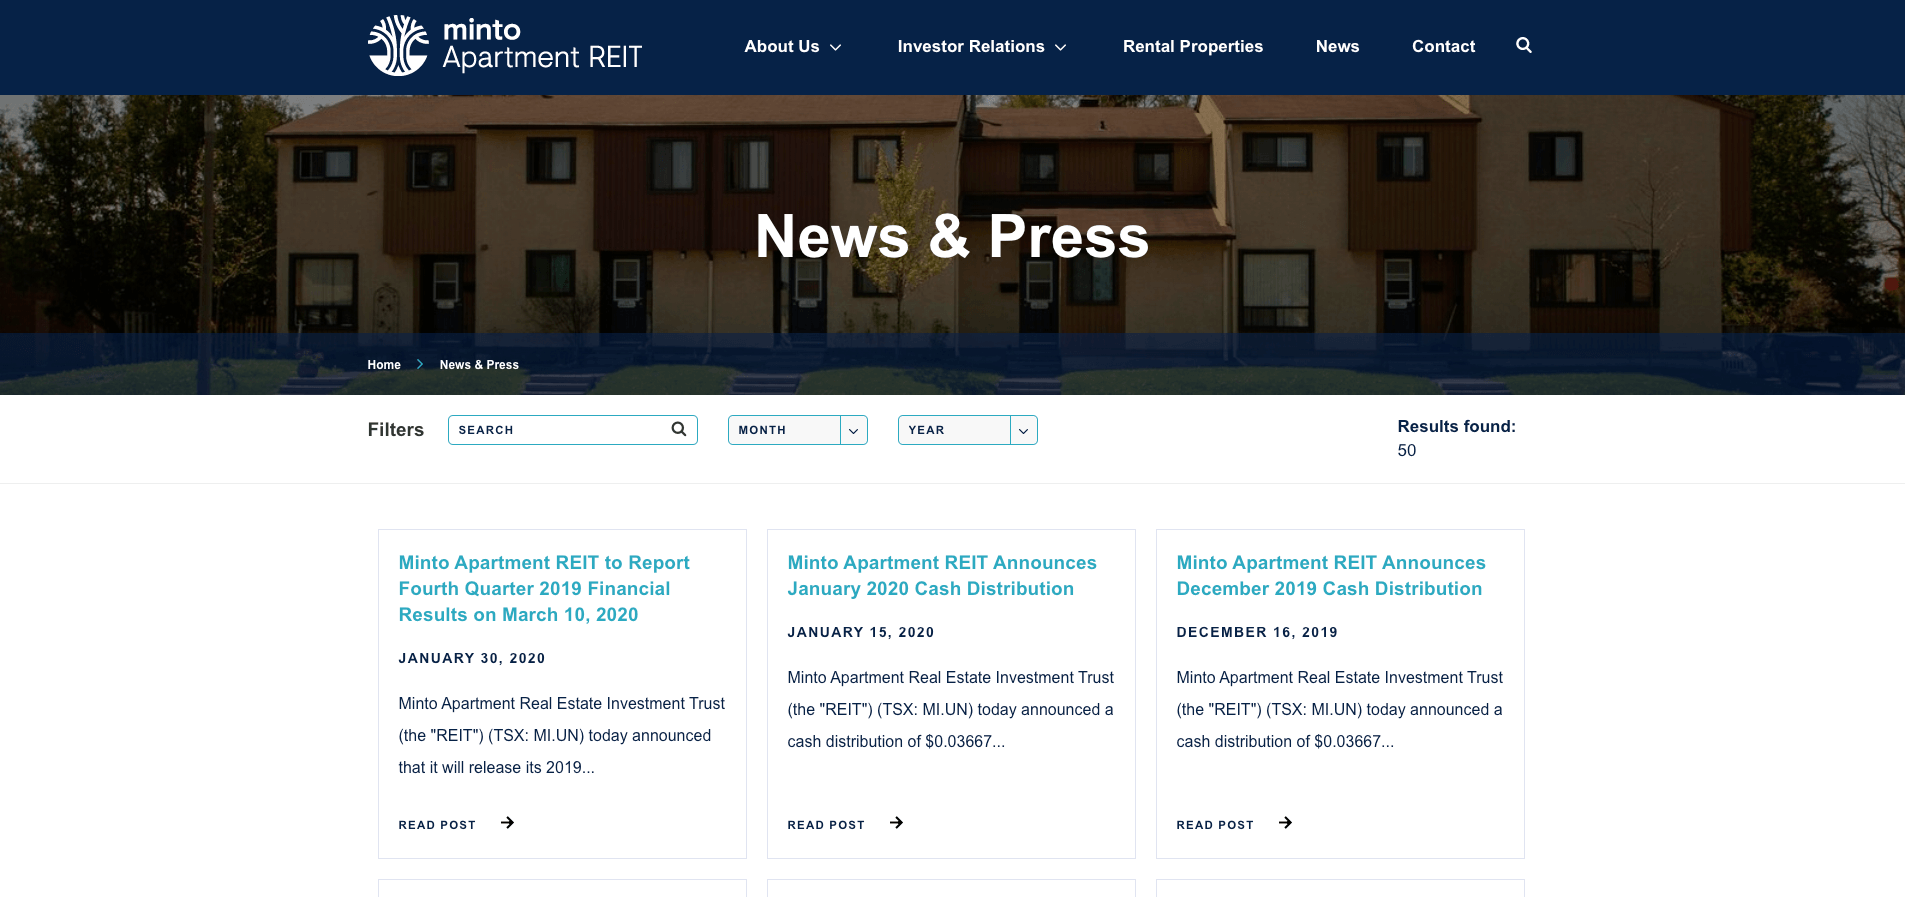 minto
Apartment REIT
About Us
Investor Relations
Rental Properties
News
Contact
News & Press
Home
News & Press
Filters
SEARCH
MONTH
YEAR
Results found:
50
Minto Apartment REIT to Report
Fourth Quarter 2019 Financial
Results on March 10, 2020
JANUARY 30, 2020
Minto Apartment Real Estate Investment Trust
(the "REIT") (TSX: MI.UN) today announced
that it will release its 2019...
READ POST
Minto Apartment REIT Announces
January 2020 Cash Distribution
JANUARY 15, 2020
Minto Apartment Real Estate Investment Trust
(the "REIT") (TSX: MI.UN) today announced a
cash distribution of $0.03667...
READ POST
Minto Apartment REIT Announces
December 2019 Cash Distribution
DECEMBER 16, 2019
Minto Apartment Real Estate Investment Trust
(the "REIT") (TSX: MI.UN) today announced a
cash distribution of $0.03667...
READ POST